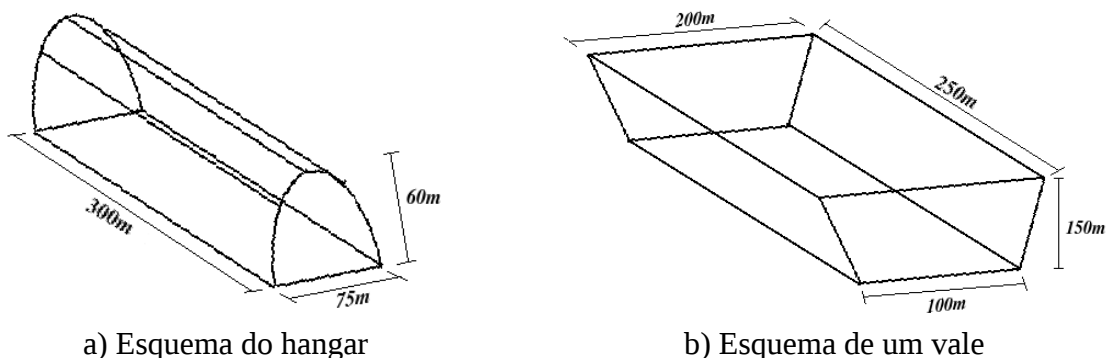 200m
250m
60m
300m
150m
75m
100m
a) Esquema do hangar
b) Esquema de um vale